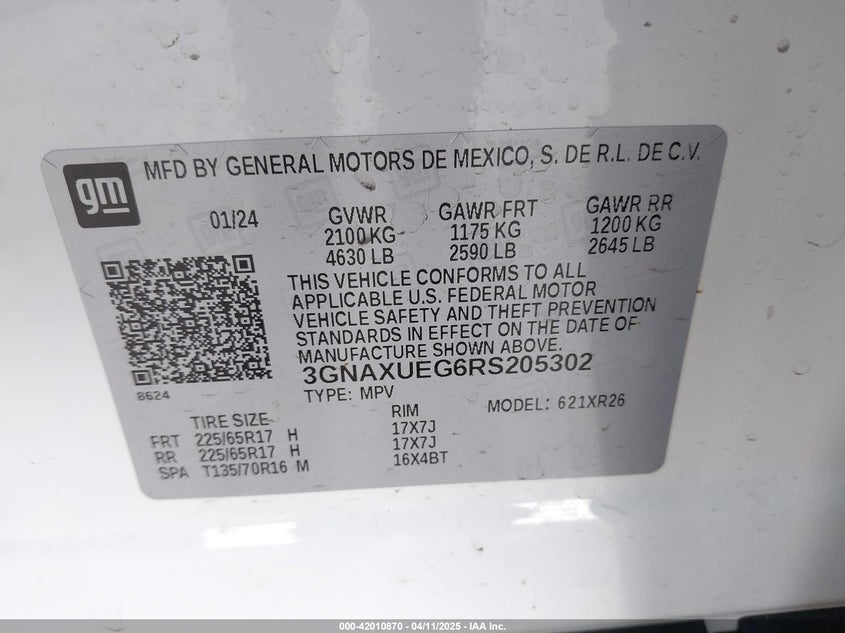 gm
MFD BY GENERAL MOTORS DE MEXICO, S. DE R.L. DE C.V.
01/24 GVWR GAWR FRT GAWR RR
2100 KG 1175 KG 1200 KG
4630 LB 2590 LB 2645 LB
THIS VEHICLE CONFORMS TO ALL
APPLICABLE U.S. FEDERAL MOTOR
VEHICLE SAFETY AND THEFT PREVENTION
STANDARDS IN EFFECT ON THE DATE OF
MANUFACTURE SHOWN ABOVE.
3GNAXUEG6RS205302
8624
TYPE: MPV MODEL: 621XR26
TIRE SIZE RIM
FRT 225/65R17 H 17X7J
RR 225/65R17 H 17X7J
SPA T135/70R16 M 16X4BT
000-42010870 - 04/11/2025 - IAA Inc.